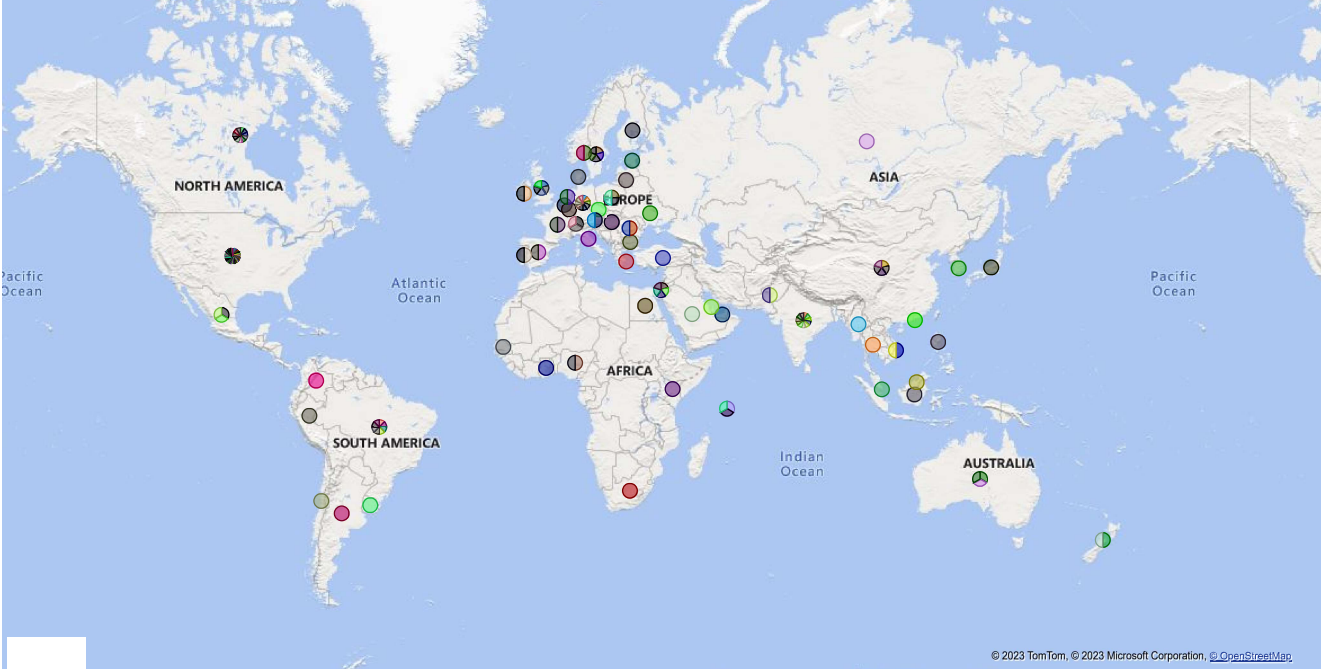 NORTH AMERICA
ASIA
EUROPE
Pacific
Ocean
Atlantic
Ocean
Pacific
Ocean
AFRICA
SOUTH AMERICA
Indian
Ocean
AUSTRALIA
© 2023 TomTom, © 2023 Microsoft Corporation, © OpenStreetMap